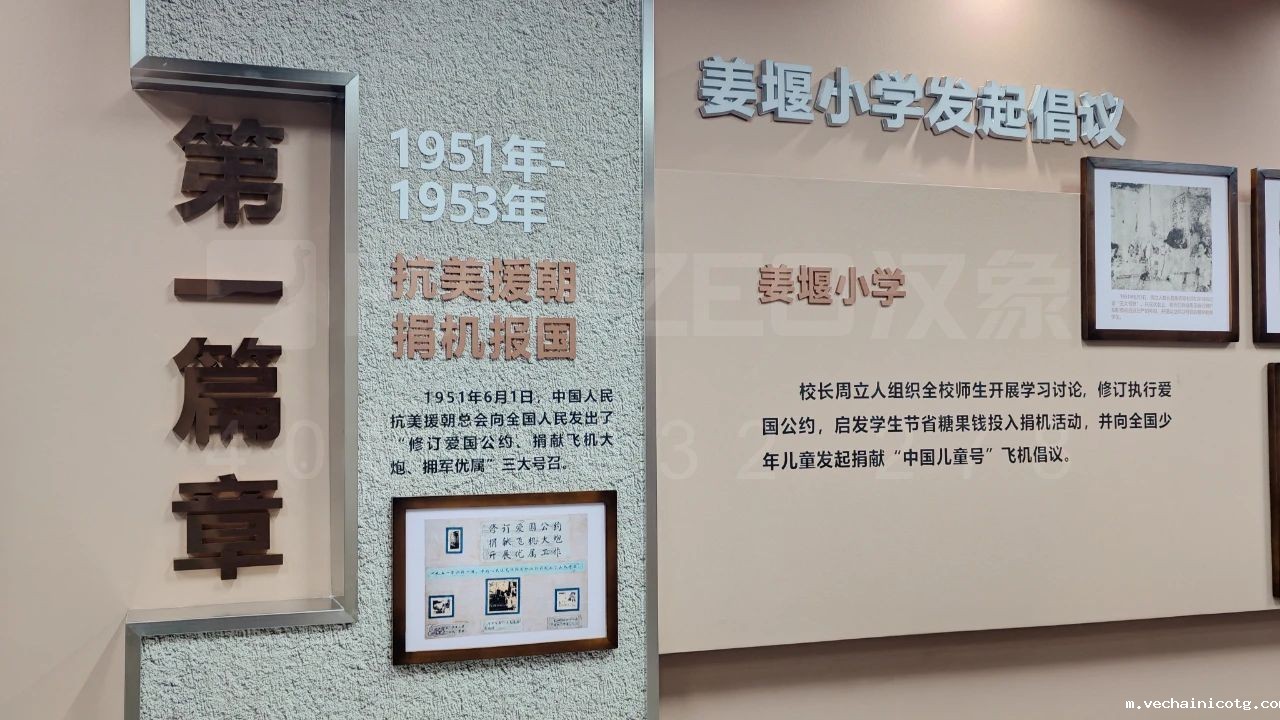 第一篇章
1951年-
1953年
抗美援朝
捐机报国
1951年6月1日，中国人民
抗美援朝总会向全国人民发出了
“修订爱国公约、捐献飞机大
炮、拥军优属”三大号召。
修订爱国公约
捐献飞机大炮
开展优属工作
姜堰小学发起倡议
姜堰小学
校长周立人组织全校师生开展学习讨论，修订执行爱
国公约，启发学生节省糖果钱投入捐机活动，并向全国少
年儿童发起捐献“中国儿童号”飞机倡议。
汉象
m.vechainicotg.co